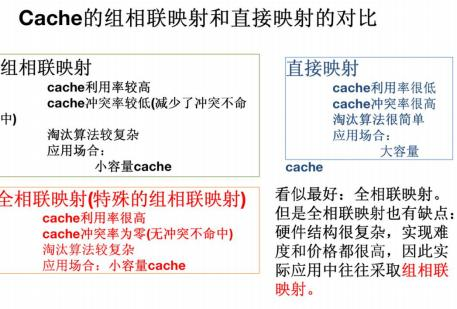 Cache的组相联映射和直接映射的对比
组相联映射
cache利用率较高
cache冲突率较低(减少了冲突不命
中)
淘汰算法较复杂
应用场合：
小容量cache
直接映射
cache利用率很低
cache冲突率很高
淘汰算法很简单
应用场合：
大容量
cache
全相联映射(特殊的组相联映射)
cache利用率很高
cache冲突率为零(无冲突不命中)
淘汰算法较复杂
应用场合：小容量cache
看似最好：全相联映射。
但是全相联映射也有缺点：
硬件结构很复杂，实现难
度和价格都很高，因此实
际应用中往往采取组相联
映射。